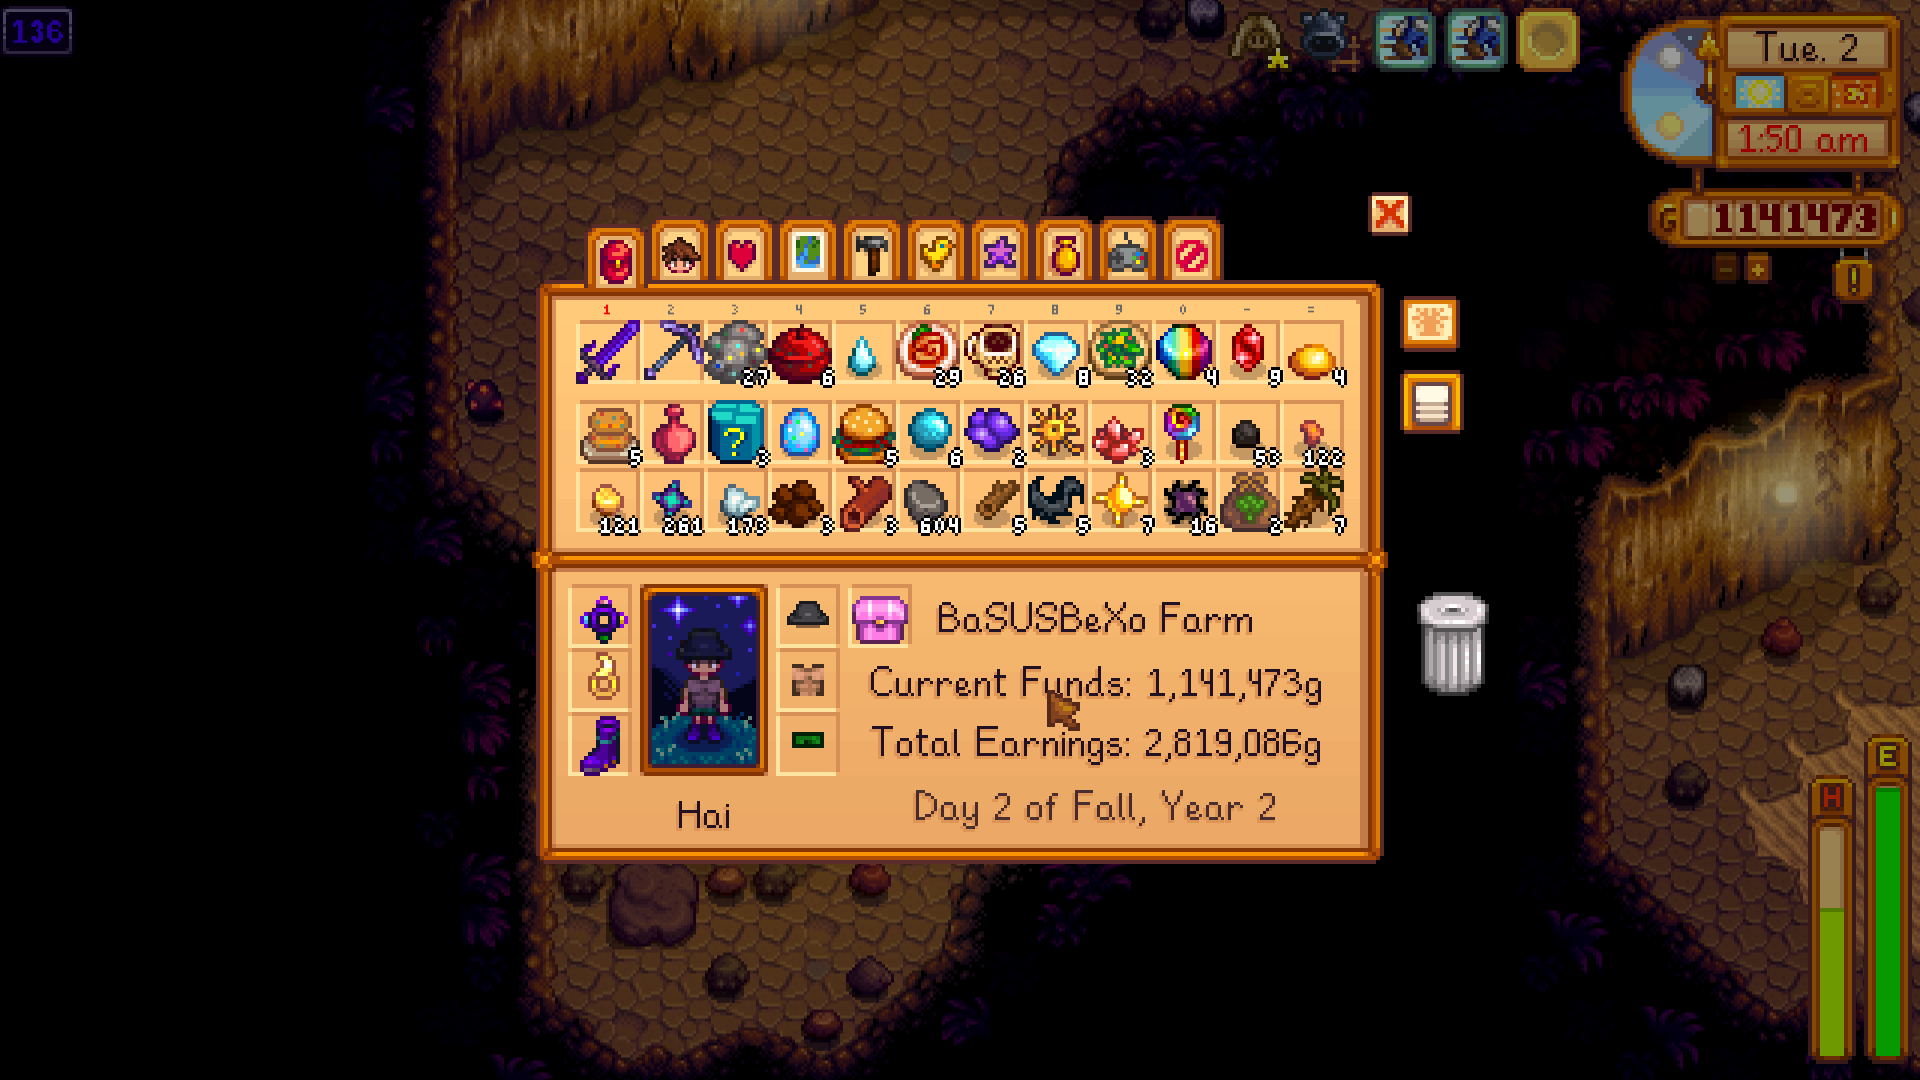 136
Tue. 2
1:50 am
G 1141473
1 2 3 4 5 6 7 8 9 0 - =
27 6 29 26 8 32 4 9 4
5 ? 3 5 6 2 3 58 122
121 261 178 3 3 604 5 5 7 16 2 7
BaSUSBeXo Farm
Current Funds: 1,141,473g
Total Earnings: 2,819,086g
Day 2 of Fall, Year 2
Hai
H
E